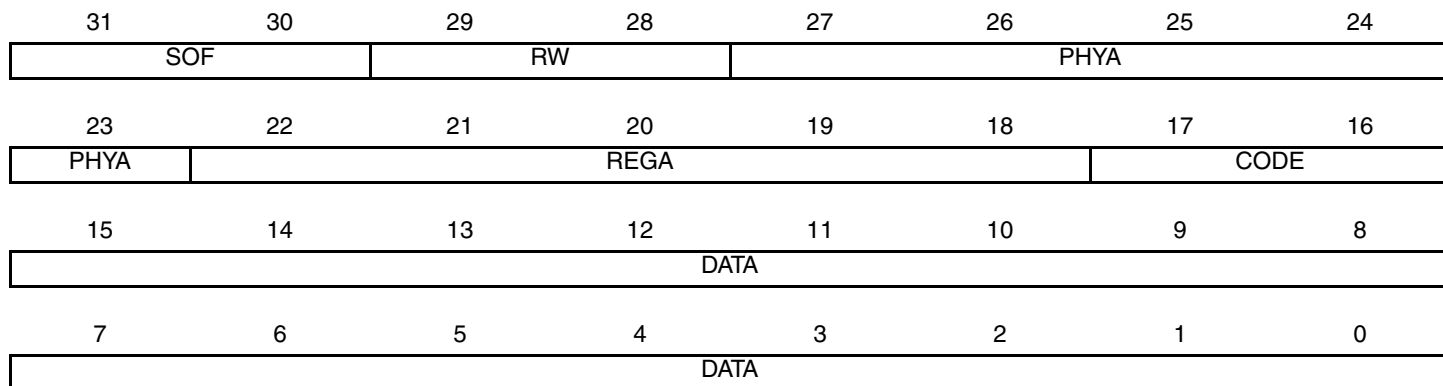 31 30 29 28 27 26 25 24
SOF RW PHYA
23 22 21 20 19 18 17 16
PHYA REGA CODE
15 14 13 12 11 10 9 8
DATA
7 6 5 4 3 2 1 0
DATA